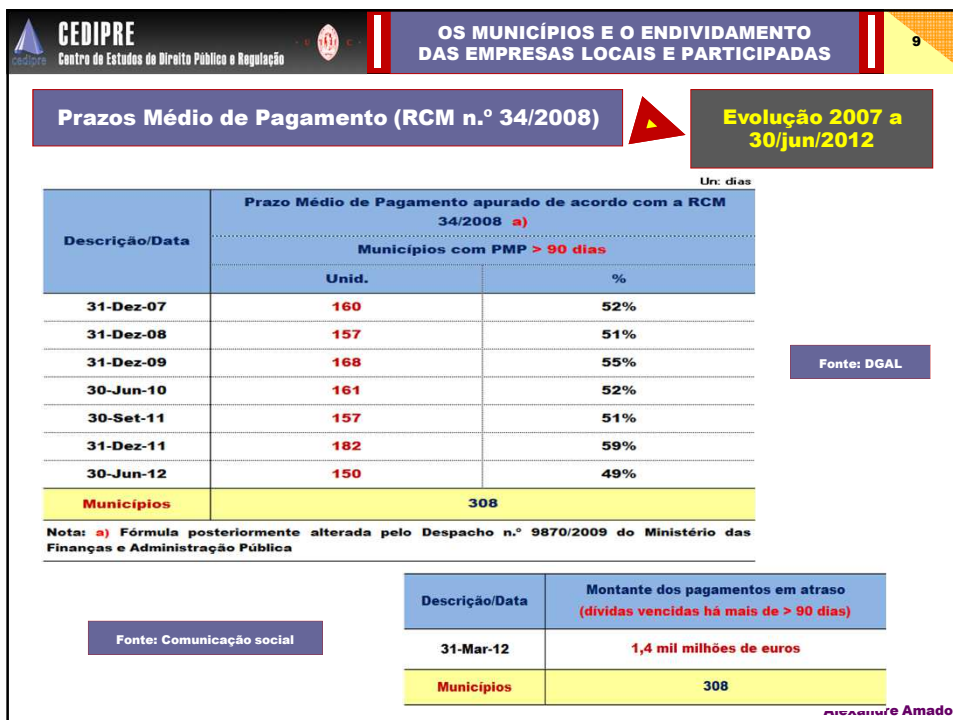 CEDIPRE
Centro de Estudos de Direito Público e Regulação
cedipre
OS MUNICÍPIOS E O ENDIVIDAMENTO
DAS EMPRESAS LOCAIS E PARTICIPADAS
9
Prazos Médio de Pagamento (RCM n.º 34/2008)
Evolução 2007 a
30/jun/2012
Un: dias
Descrição/Data
Prazo Médio de Pagamento apurado de acordo com a RCM
34/2008 a)
Municípios com PMP > 90 dias
Unid. %
31-Dez-07 160 52%
31-Dez-08 157 51%
31-Dez-09 168 55%
30-Jun-10 161 52%
30-Set-11 157 51%
31-Dez-11 182 59%
30-Jun-12 150 49%
Municípios 308
Fonte: DGAL
Nota: a) Fórmula posteriormente alterada pelo Despacho n.º 9870/2009 do Ministério das
Finanças e Administração Pública
Descrição/Data
Montante dos pagamentos em atraso
(dívidas vencidas há mais de > 90 dias)
31-Mar-12 1,4 mil milhões de euros
Municípios 308
Fonte: Comunicação social
Alexandre Amado